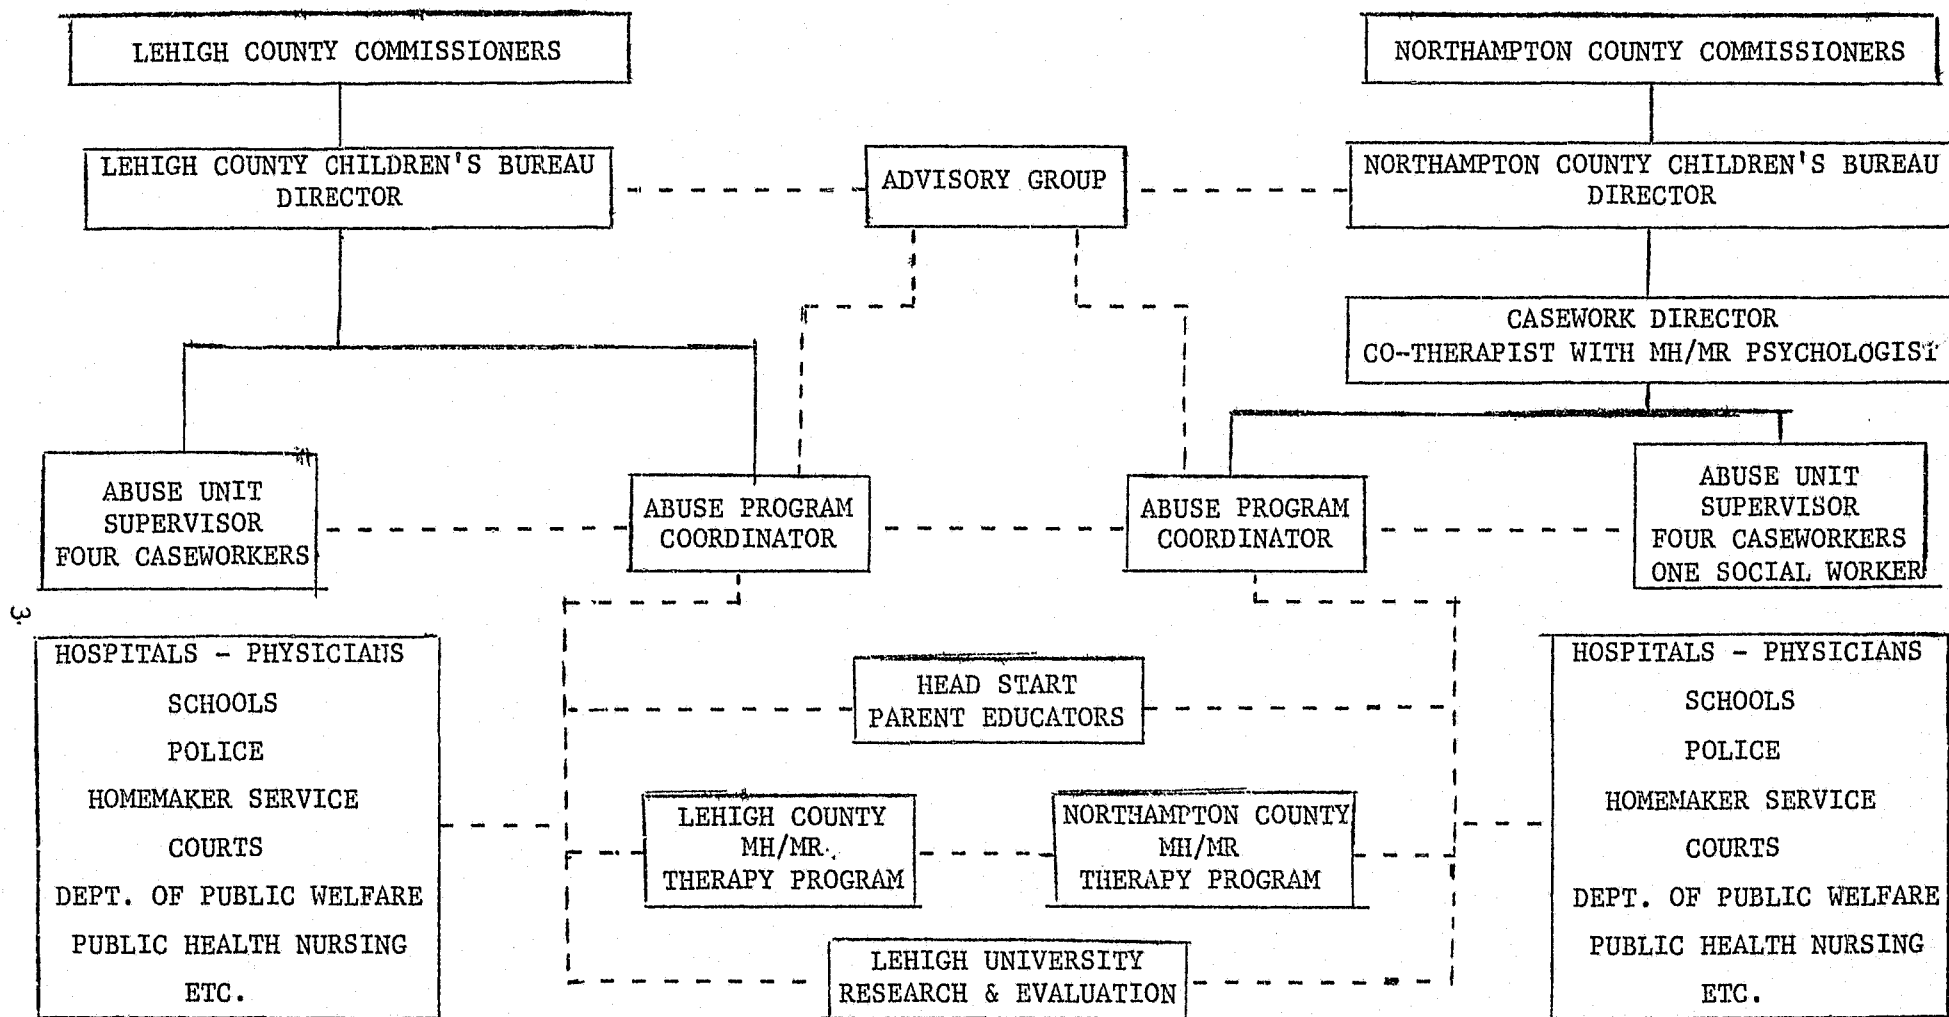 LEHIGH COUNTY COMMISSIONERS
NORTHAMPTON COUNTY COMMISSIONERS
LEHIGH COUNTY CHILDREN'S BUREAU
DIRECTOR
ADVISORY GROUP
NORTHAMPTON COUNTY CHILDREN'S BUREAU
DIRECTOR
CASEWORK DIRECTOR
CO-THERAPIST WITH MH/MR PSYCHOLOGIST
ABUSE UNIT
SUPERVISOR
FOUR CASEWORKERS
ABUSE PROGRAM
COORDINATOR
ABUSE PROGRAM
COORDINATOR
ABUSE UNIT
SUPERVISOR
FOUR CASEWORKERS
ONE SOCIAL WORKER
3.
HOSPITALS - PHYSICIANS
SCHOOLS
POLICE
HOMEMAKER SERVICE
COURTS
DEPT. OF PUBLIC WELFARE
PUBLIC HEALTH NURSING
ETC.
HEAD START
PARENT EDUCATORS
LEHIGH COUNTY
MH/MR
THERAPY PROGRAM
NORTHAMPTON COUNTY
MH/MR
THERAPY PROGRAM
LEHIGH UNIVERSITY
RESEARCH & EVALUATION
HOSPITALS - PHYSICIANS
SCHOOLS
POLICE
HOMEMAKER SERVICE
COURTS
DEPT. OF PUBLIC WELFARE
PUBLIC HEALTH NURSING
ETC.